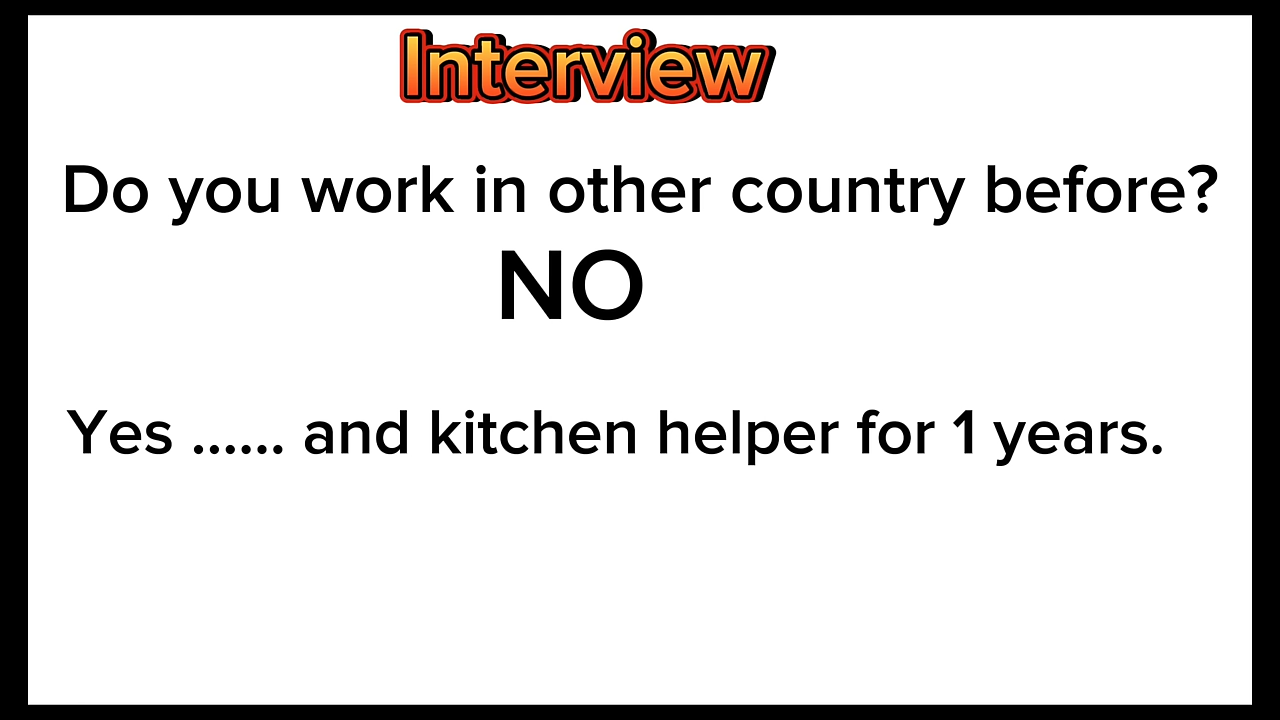 Interview
Do you work in other country before?
NO
Yes ...... and kitchen helper for 1 years.